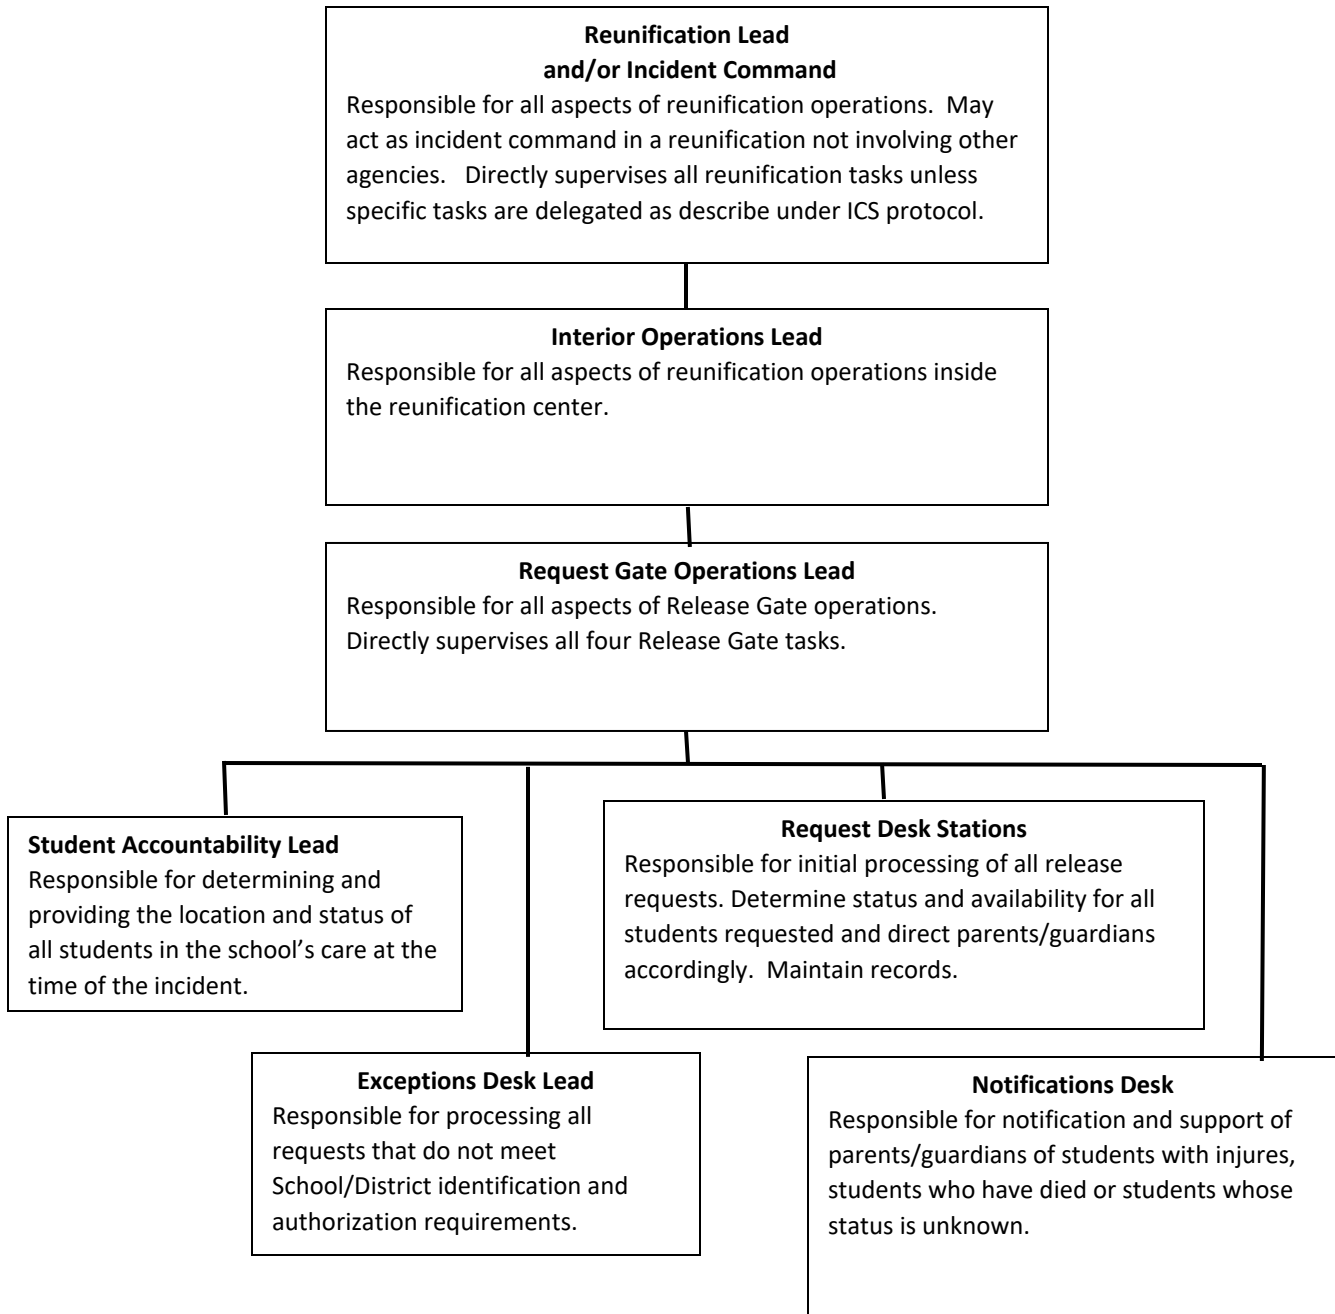 Reunification Lead
and/or Incident Command
Responsible for all aspects of reunification operations.  May
act as incident command in a reunification not involving other
agencies.   Directly supervises all reunification tasks unless
specific tasks are delegated as describe under ICS protocol.
Interior Operations Lead
Responsible for all aspects of reunification operations inside
the reunification center.
Request Gate Operations Lead
Responsible for all aspects of Release Gate operations.
Directly supervises all four Release Gate tasks.
Student Accountability Lead
Responsible for determining and
providing the location and status of
all students in the school’s care at the
time of the incident.
Request Desk Stations
Responsible for initial processing of all release
requests. Determine status and availability for all
students requested and direct parents/guardians
accordingly.  Maintain records.
Exceptions Desk Lead
Responsible for processing all
requests that do not meet
School/District identification and
authorization requirements.
Notifications Desk
Responsible for notification and support of
parents/guardians of students with injures,
students who have died or students whose
status is unknown.